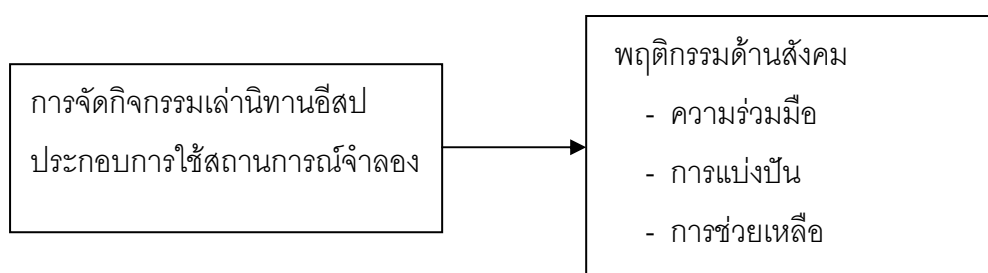 การจัดกิจกรรมเล่านิทานอีสป
ประกอบการใช้สถานการณ์จำลอง
พฤติกรรมด้านสังคม
- ความร่วมมือ
- การแบ่งปัน
- การช่วยเหลือ